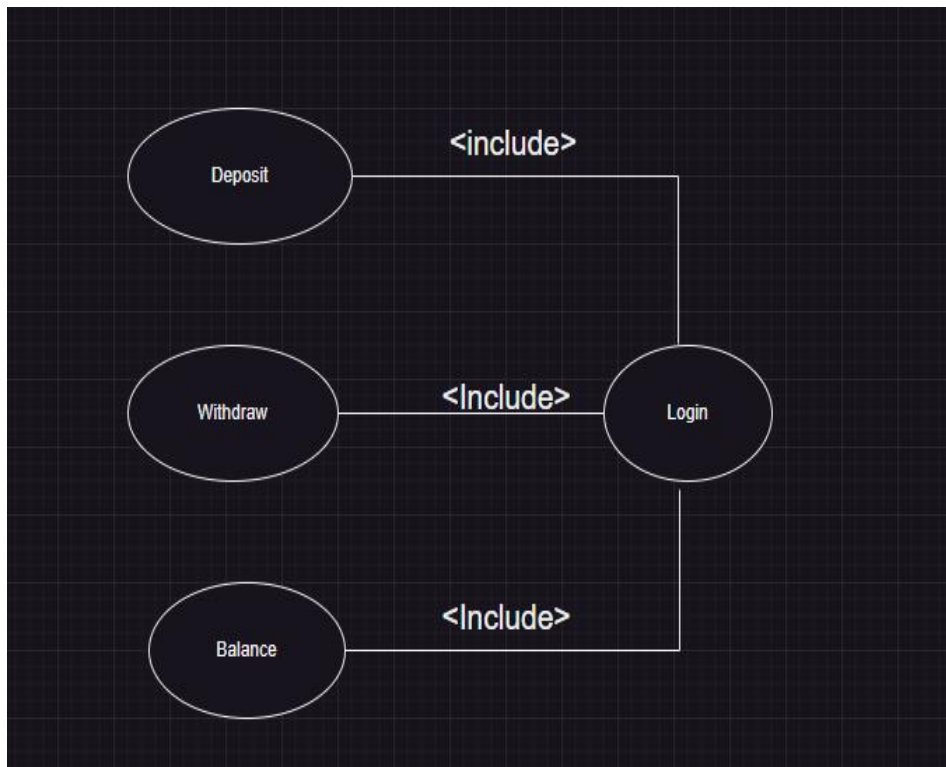 <include>
Deposit
<Include>
Withdraw
Login
<Include>
Balance